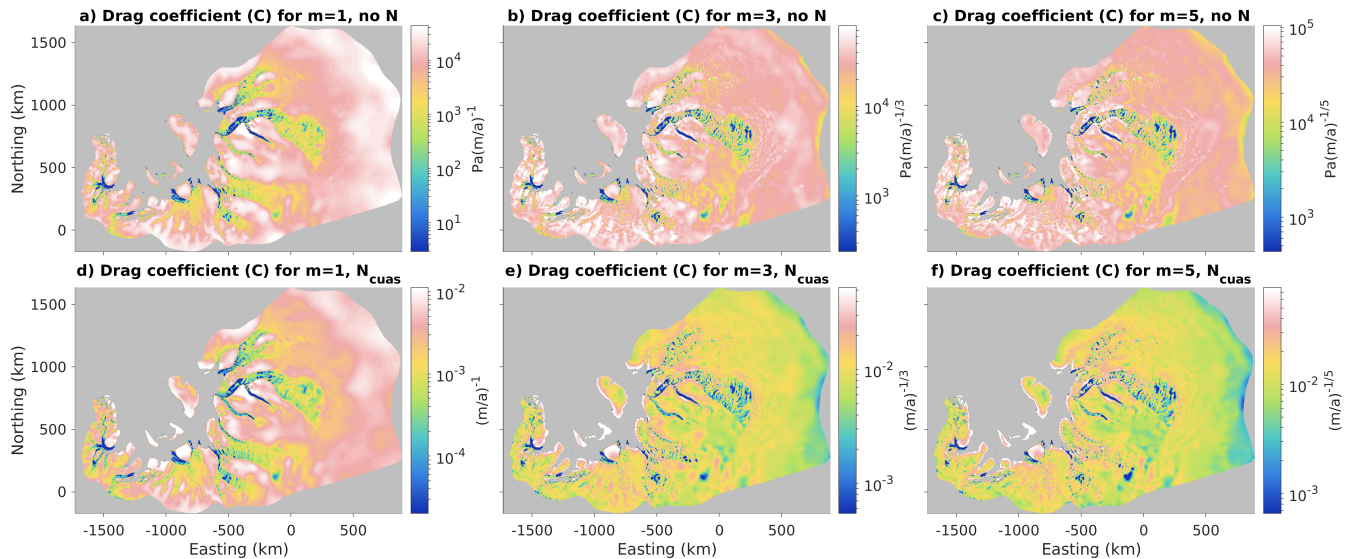 a) Drag coefficient (C) for m=1, no N
b) Drag coefficient (C) for m=3, no N
c) Drag coefficient (C) for m=5, no N
Northing (km)
1500
1000
500
0
10^4
10^3
10^2
10^1
Pa(m/a)^-1
10^4
10^3
Pa(m/a)^-1/3
10^5
10^4
10^3
Pa(m/a)^-1/5
d) Drag coefficient (C) for m=1, N_cuas
e) Drag coefficient (C) for m=3, N_cuas
f) Drag coefficient (C) for m=5, N_cuas
Northing (km)
1500
1000
500
0
10^-2
10^-3
10^-4
(m/a)^-1
10^-2
10^-3
(m/a)^-1/3
10^-2
10^-3
(m/a)^-1/5
-1500 -1000 -500 0 500
-1500 -1000 -500 0 500
-1500 -1000 -500 0 500
Easting (km)
Easting (km)
Easting (km)